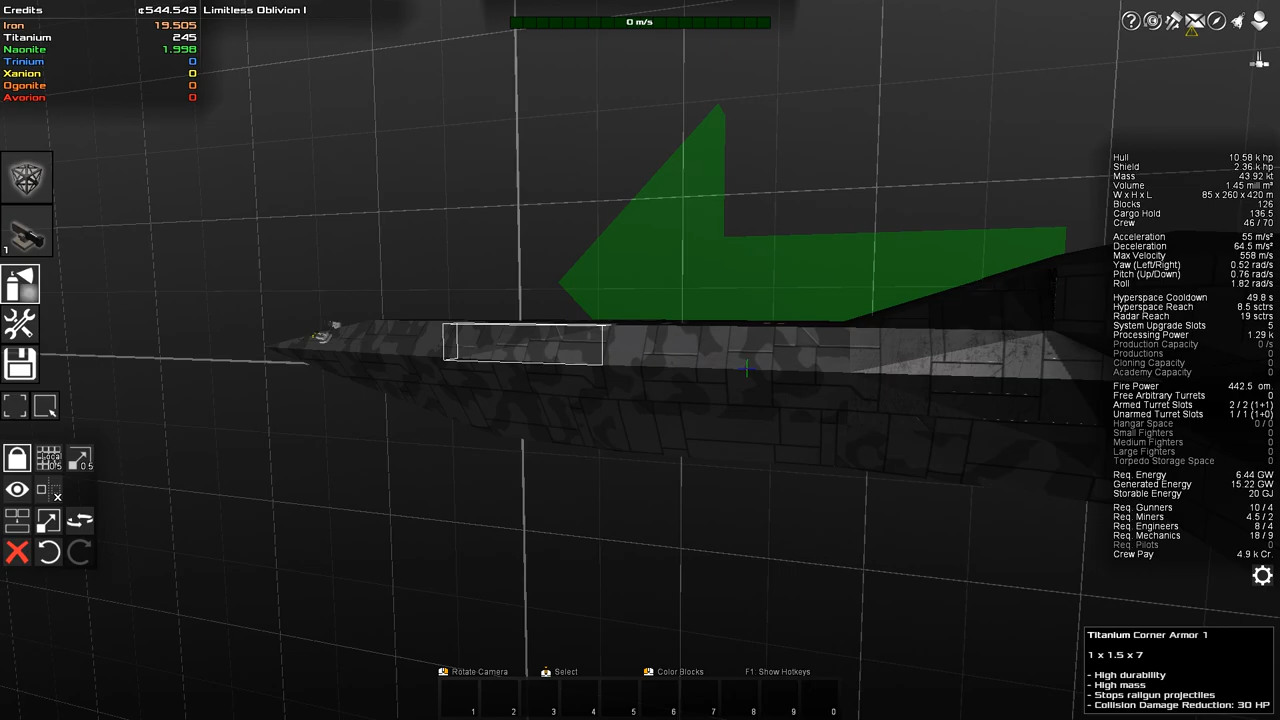 Credits ¢544.543 Limitless Oblivion I
Iron 19.505
Titanium 245
Naonite 1.998
Trinium 0
Xanion 0
Ogonite 0
Avorion 0
0 m/s
1
Local
0.5
0.5
x
Hull 10.58 k hp
Shield 2.36 k hp
Mass 43.92 kt
Volume 1.45 mill m³
W x H x L 85 x 260 x 420 m
Blocks 126
Cargo Hold 136.5
Crew 46 / 70
Acceleration 55 m/s²
Deceleration 64.5 m/s²
Max Velocity 558 m/s
Yaw (Left/Right) 0.52 rad/s
Pitch (Up/Down) 0.76 rad/s
Roll 1.82 rad/s
Hyperspace Cooldown 49.8 s
Hyperspace Reach 8.5 sctrs
Radar Reach 19 sctrs
System Upgrade Slots 5
Processing Power 1.29 k
Production Capacity 0 /s
Productions 0
Cloning Capacity 0
Academy Capacity 0
Fire Power 442.5 om.
Free Arbitrary Turrets 0
Armed Turret Slots 2 / 2 (1+1)
Unarmed Turret Slots 1 / 1 (1+0)
Hangar Space 0 / 0
Small Fighters 0
Medium Fighters 0
Large Fighters 0
Torpedo Storage Space 0
Req. Energy 6.44 GW
Generated Energy 15.22 GW
Storable Energy 20 GJ
Req. Gunners 10 / 4
Req. Miners 4.5 / 2
Req. Engineers 8 / 4
Req. Mechanics 18 / 9
Req. Pilots 0
Crew Pay 4.9 k Cr.
Titanium Corner Armor 1
1 x 1.5 x 7
- High durability
- High mass
- Stops railgun projectiles
- Collision Damage Reduction: 30 HP
Rotate Camera Select Color Blocks F1: Show Hotkeys
1 2 3 4 5 6 7 8 9 0